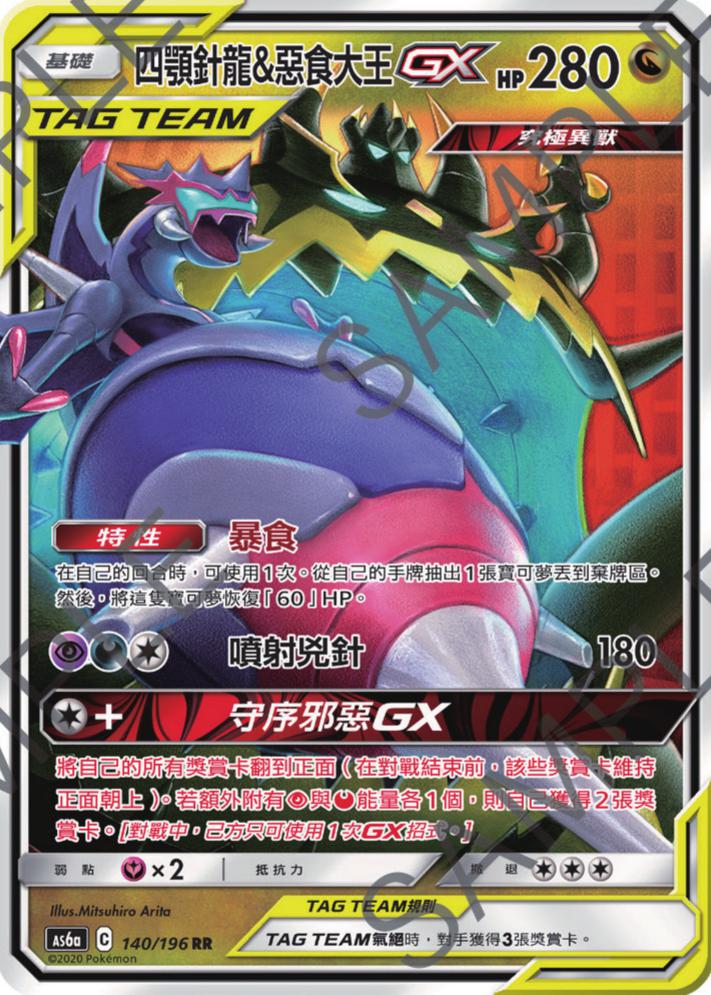 基礎
四顎針龍&惡食大王GX HP280
TAG TEAM
究極異獸
特性 暴食
在自己的回合時，可使用1次。從自己的手牌抽出1張寶可夢丟到棄牌區。
然後，將這隻寶可夢恢復「60」HP。
噴射兇針 180
+ 守序邪惡GX
將自己的所有獎賞卡翻到正面（在對戰結束前，該些獎賞卡維持
正面朝上）。若額外附有與能量各1個，則自己獲得2張獎
賞卡。[對戰中，己方只可使用1次GX招式。]
弱點 ×2 抵抗力 撤退
Illus.Mitsuhiro Arita
TAG TEAM規則
AS6a C 140/196 RR
TAG TEAM氣絕時，對手獲得3張獎賞卡。
©2020 Pokémon
SAMPLE
SAMPLE